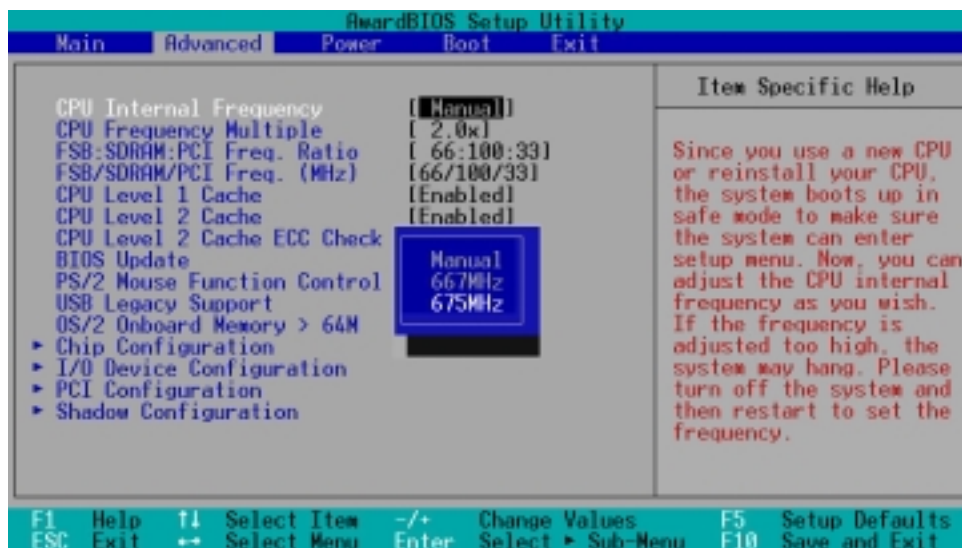 AwardBIOS Setup Utility
Main Advanced Power Boot Exit
Item Specific Help
CPU Internal Frequency [ Manual]
CPU Frequency Multiple [ 2.0x]
FSB:SDRAM:PCI Freq. Ratio [ 66:100:33]
FSB/SDRAM/PCI Freq. (MHz) [66/100/33]
CPU Level 1 Cache [Enabled]
CPU Level 2 Cache [Enabled]
CPU Level 2 Cache ECC Check
BIOS Update
PS/2 Mouse Function Control
USB Legacy Support
OS/2 Onboard Memory > 64M
▶ Chip Configuration
▶ I/O Device Configuration
▶ PCI Configuration
▶ Shadow Configuration
Manual
667MHz
675MHz
Since you use a new CPU
or reinstall your CPU,
the system boots up in
safe mode to make sure
the system can enter
setup menu. Now, you can
adjust the CPU internal
frequency as you wish.
If the frequency is
adjusted too high, the
system may hang. Please
turn off the system and
then restart to set the
frequency.
F1 Help ↑↓ Select Item -/+ Change Values F5 Setup Defaults
ESC Exit ↔ Select Menu Enter Select ▶ Sub-Menu F10 Save and Exit